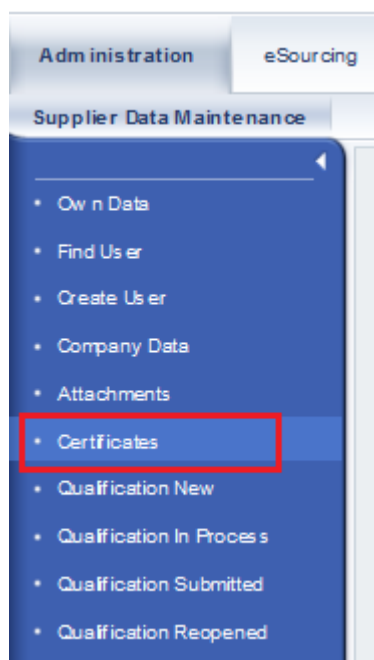 Administration eSourcing
Supplier Data Maintenance
Own Data
Find User
Create User
Company Data
Attachments
Certificates
Qualification New
Qualification In Process
Qualification Submitted
Qualification Reopened